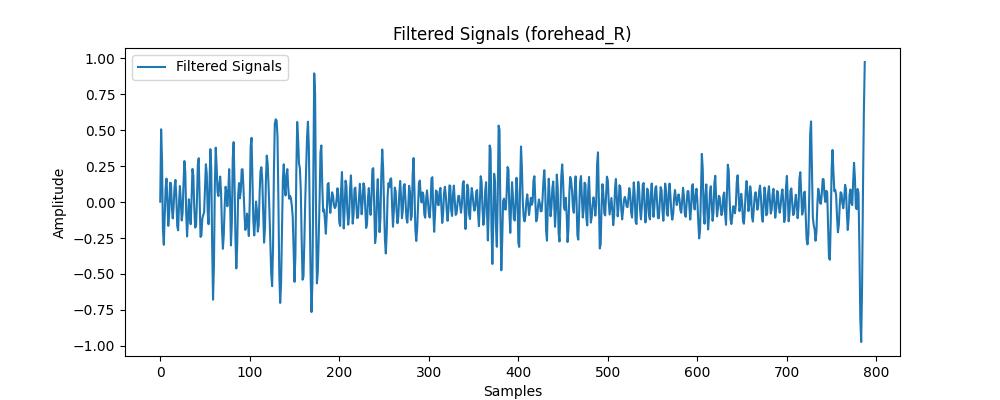 Filtered Signals (forehead_R)
Filtered Signals
1.00
0.75
0.50
0.25
0.00
−0.25
−0.50
−0.75
−1.00
Amplitude
0 100 200 300 400 500 600 700 800
Samples